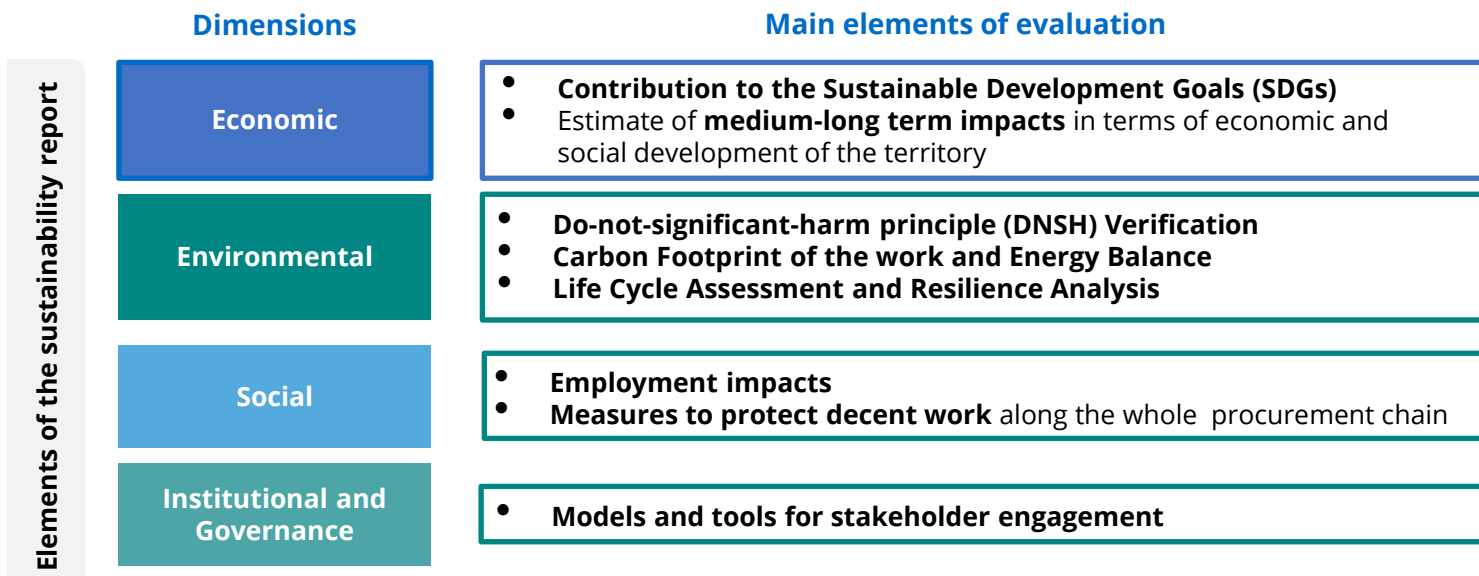 Dimensions
Main elements of evaluation
Elements of the sustainability report
Economic
• Contribution to the Sustainable Development Goals (SDGs)
• Estimate of medium-long term impacts in terms of economic and
social development of the territory
Environmental
• Do-not-significant-harm principle (DNSH) Verification
• Carbon Footprint of the work and Energy Balance
• Life Cycle Assessment and Resilience Analysis
Social
• Employment impacts
• Measures to protect decent work along the whole procurement chain
Institutional and
Governance
• Models and tools for stakeholder engagement